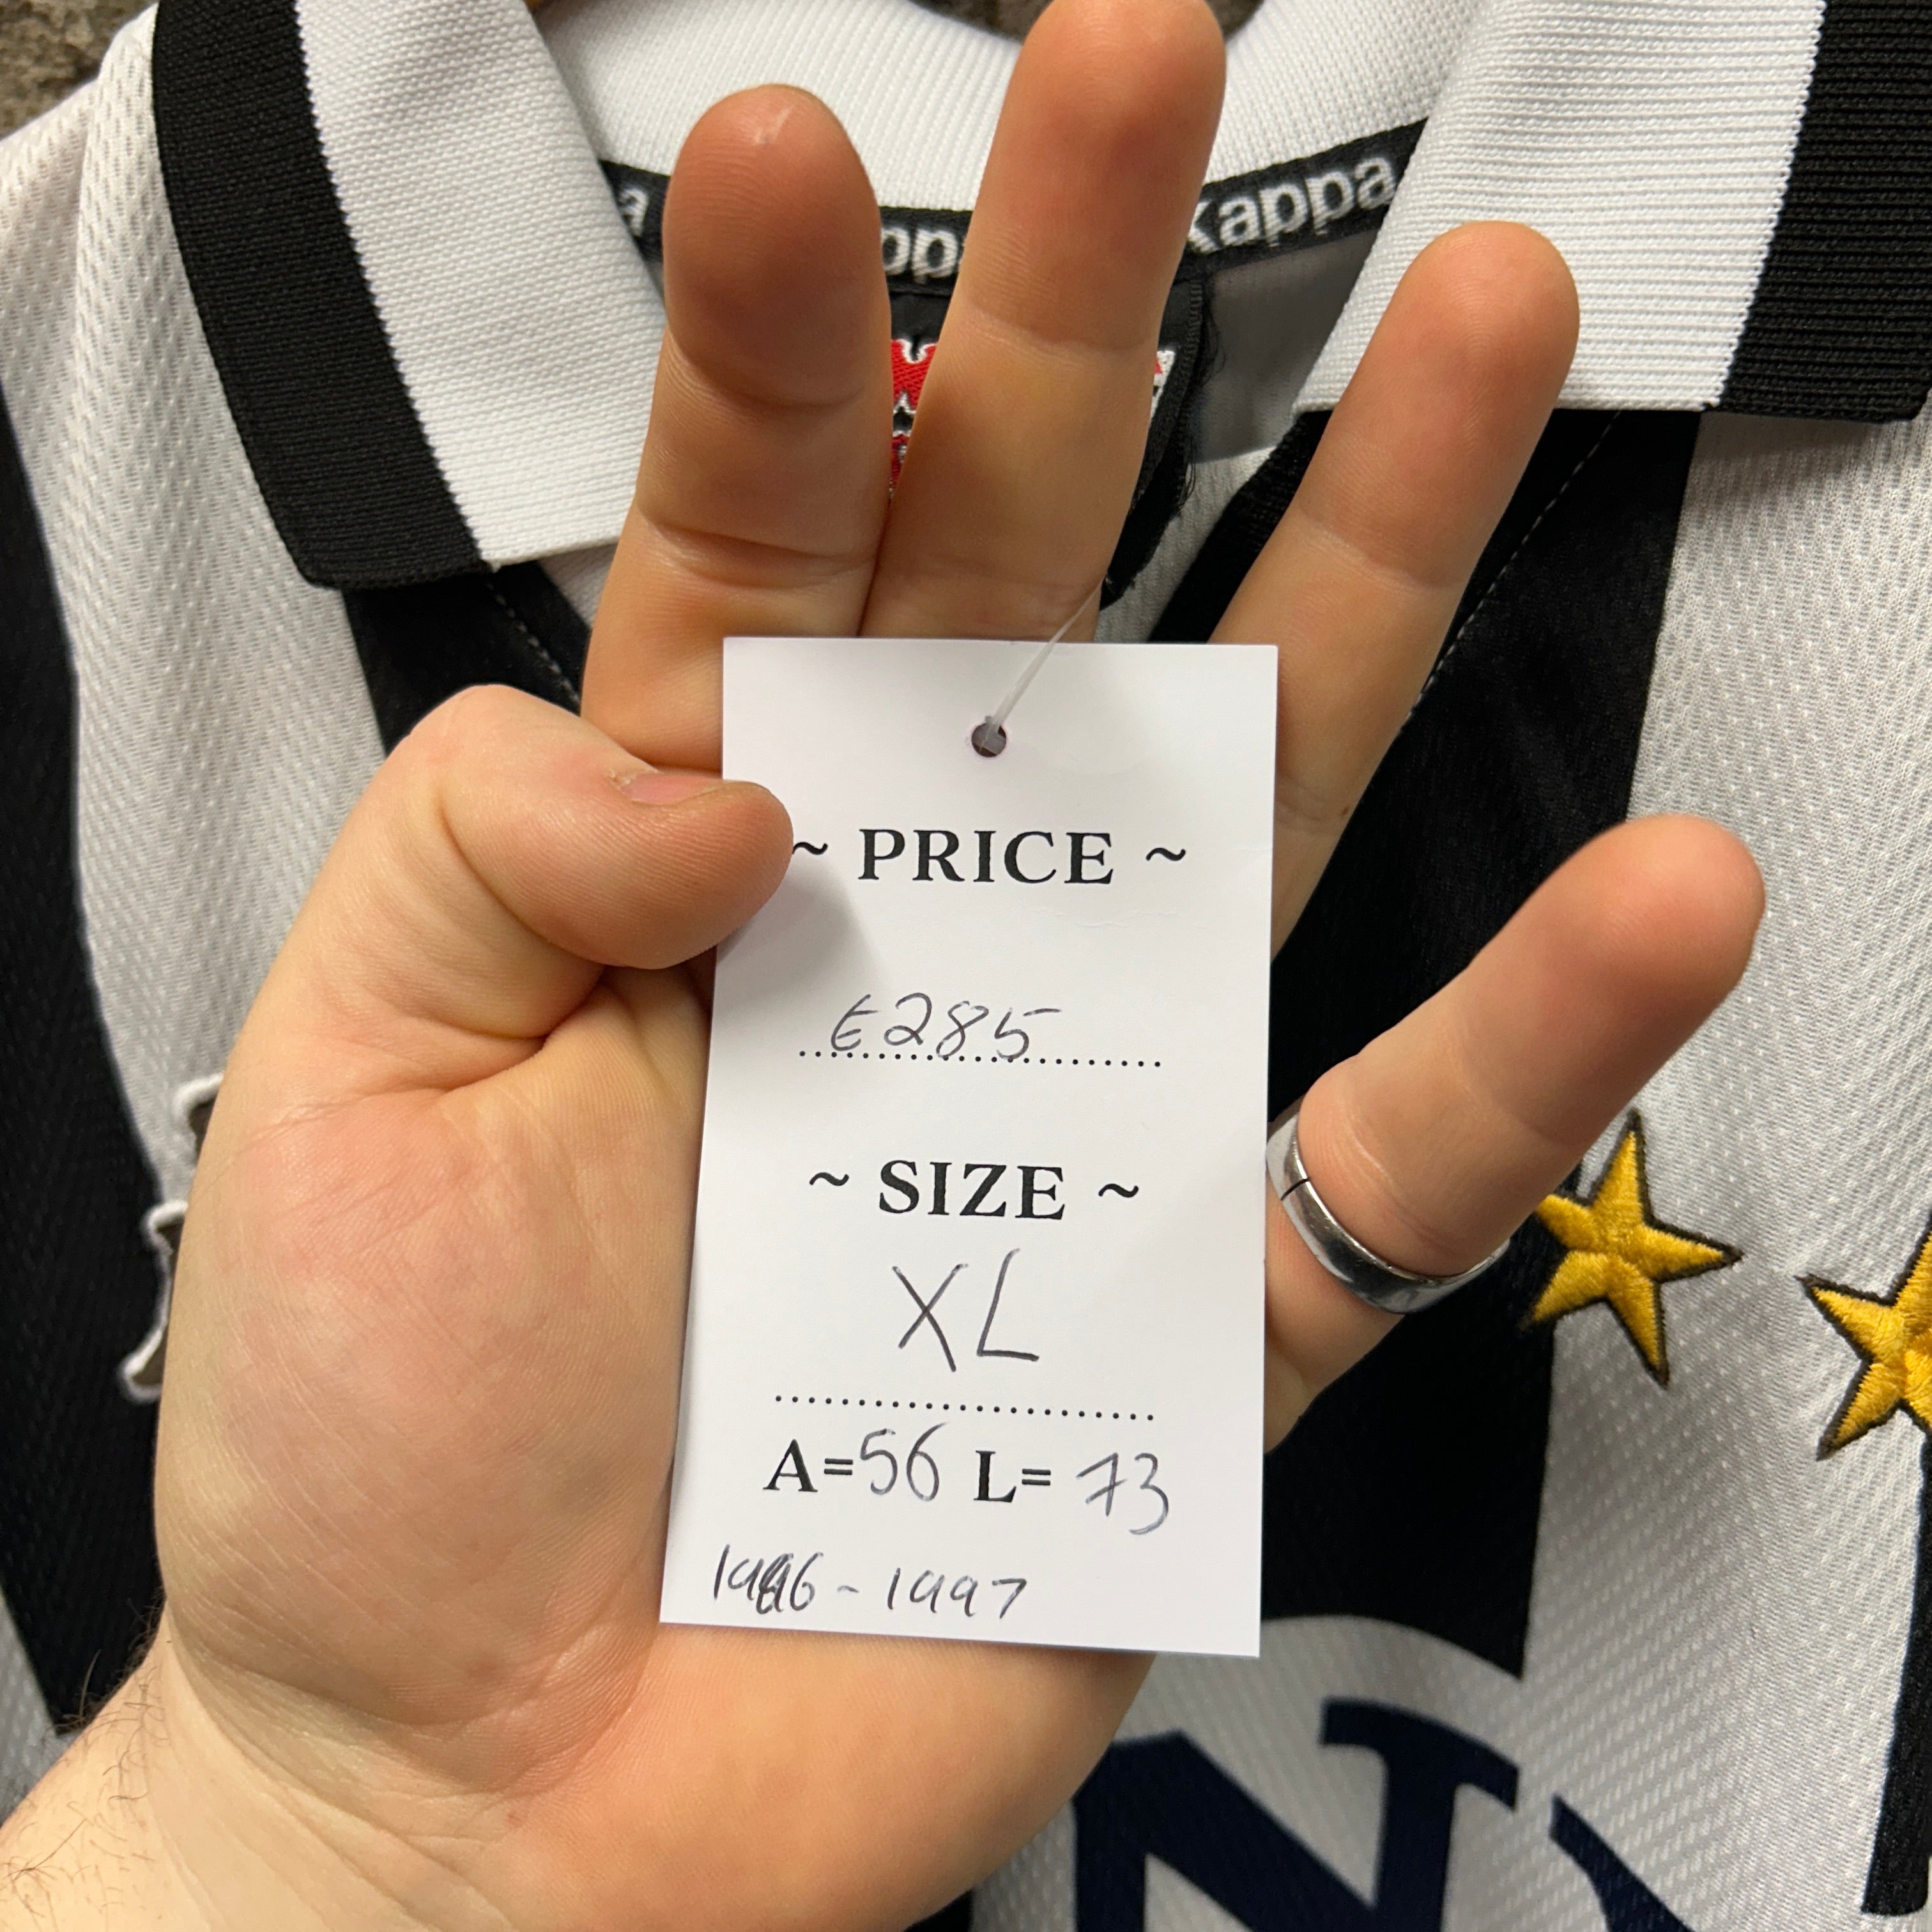 Kappa
~ PRICE ~
€285
~ SIZE ~
XL
A=56 L= 73
1996 - 1997
N